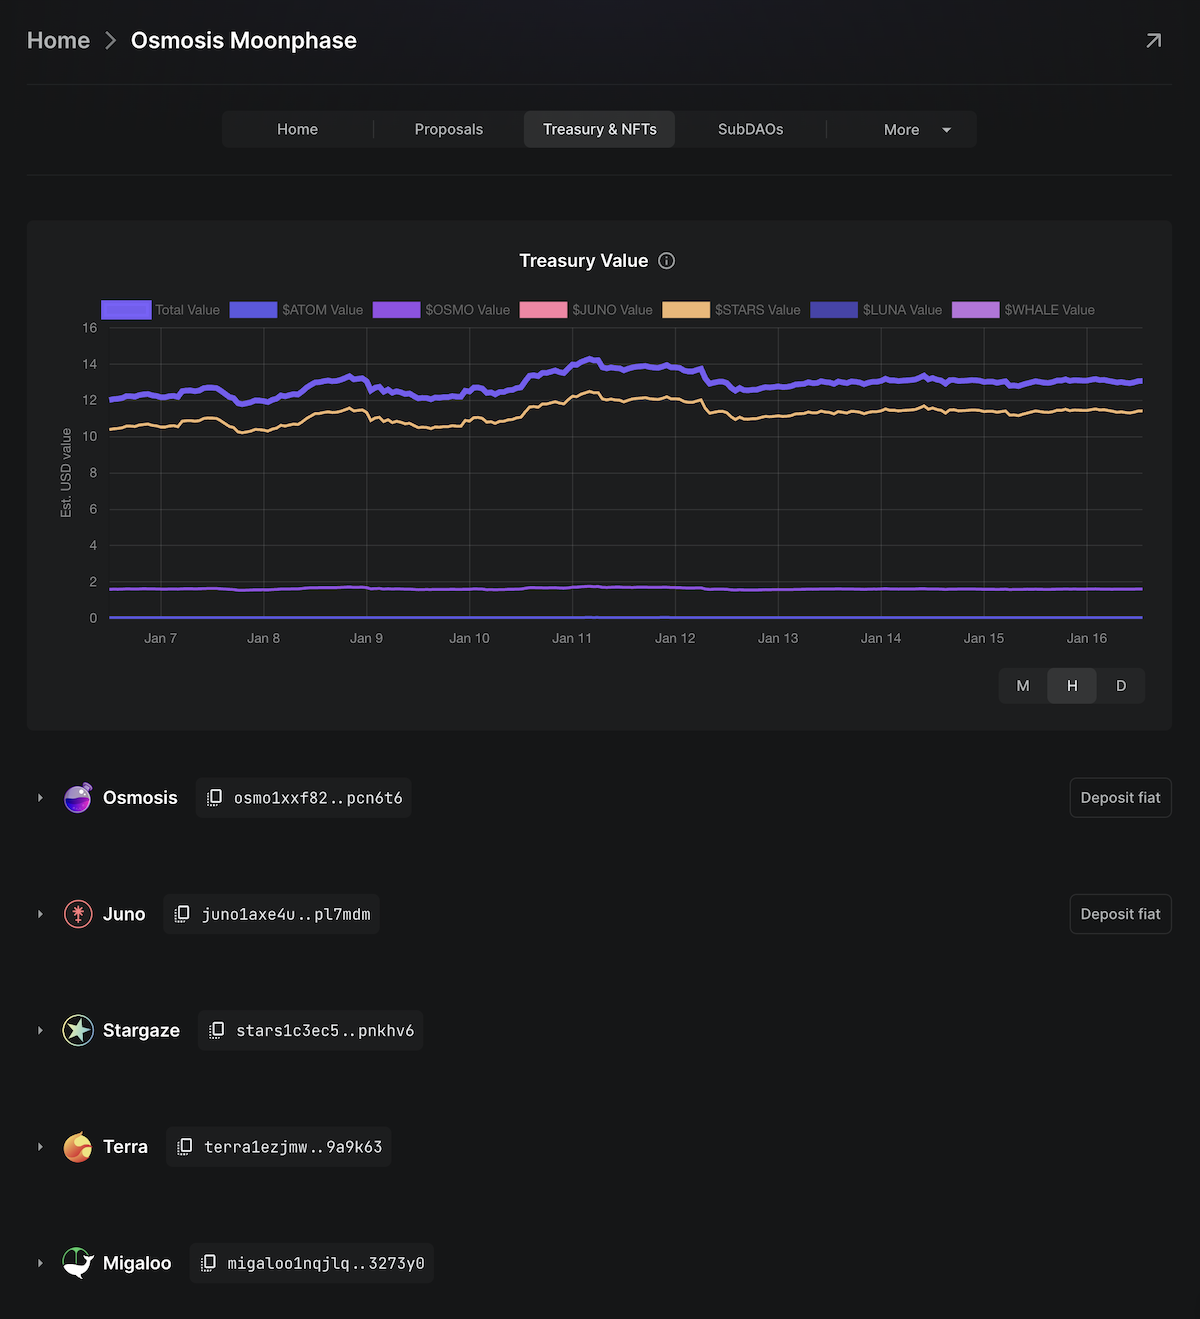 Home > Osmosis Moonphase
Home Proposals Treasury & NFTs SubDAOs More
Treasury Value
Total Value $ATOM Value $OSMO Value $JUNO Value $STARS Value $LUNA Value $WHALE Value
16
14
12
10
8
6
4
2
0
Est. USD value
Jan 7 Jan 8 Jan 9 Jan 10 Jan 11 Jan 12 Jan 13 Jan 14 Jan 15 Jan 16
M H D
Osmosis osmo1xxf82..pcn6t6 Deposit fiat
Juno juno1axe4u..pl7mdm Deposit fiat
Stargaze stars1c3ec5..pnkhv6
Terra terra1ezjmw..9a9k63
Migaloo migaloo1nqjlq..3273y0